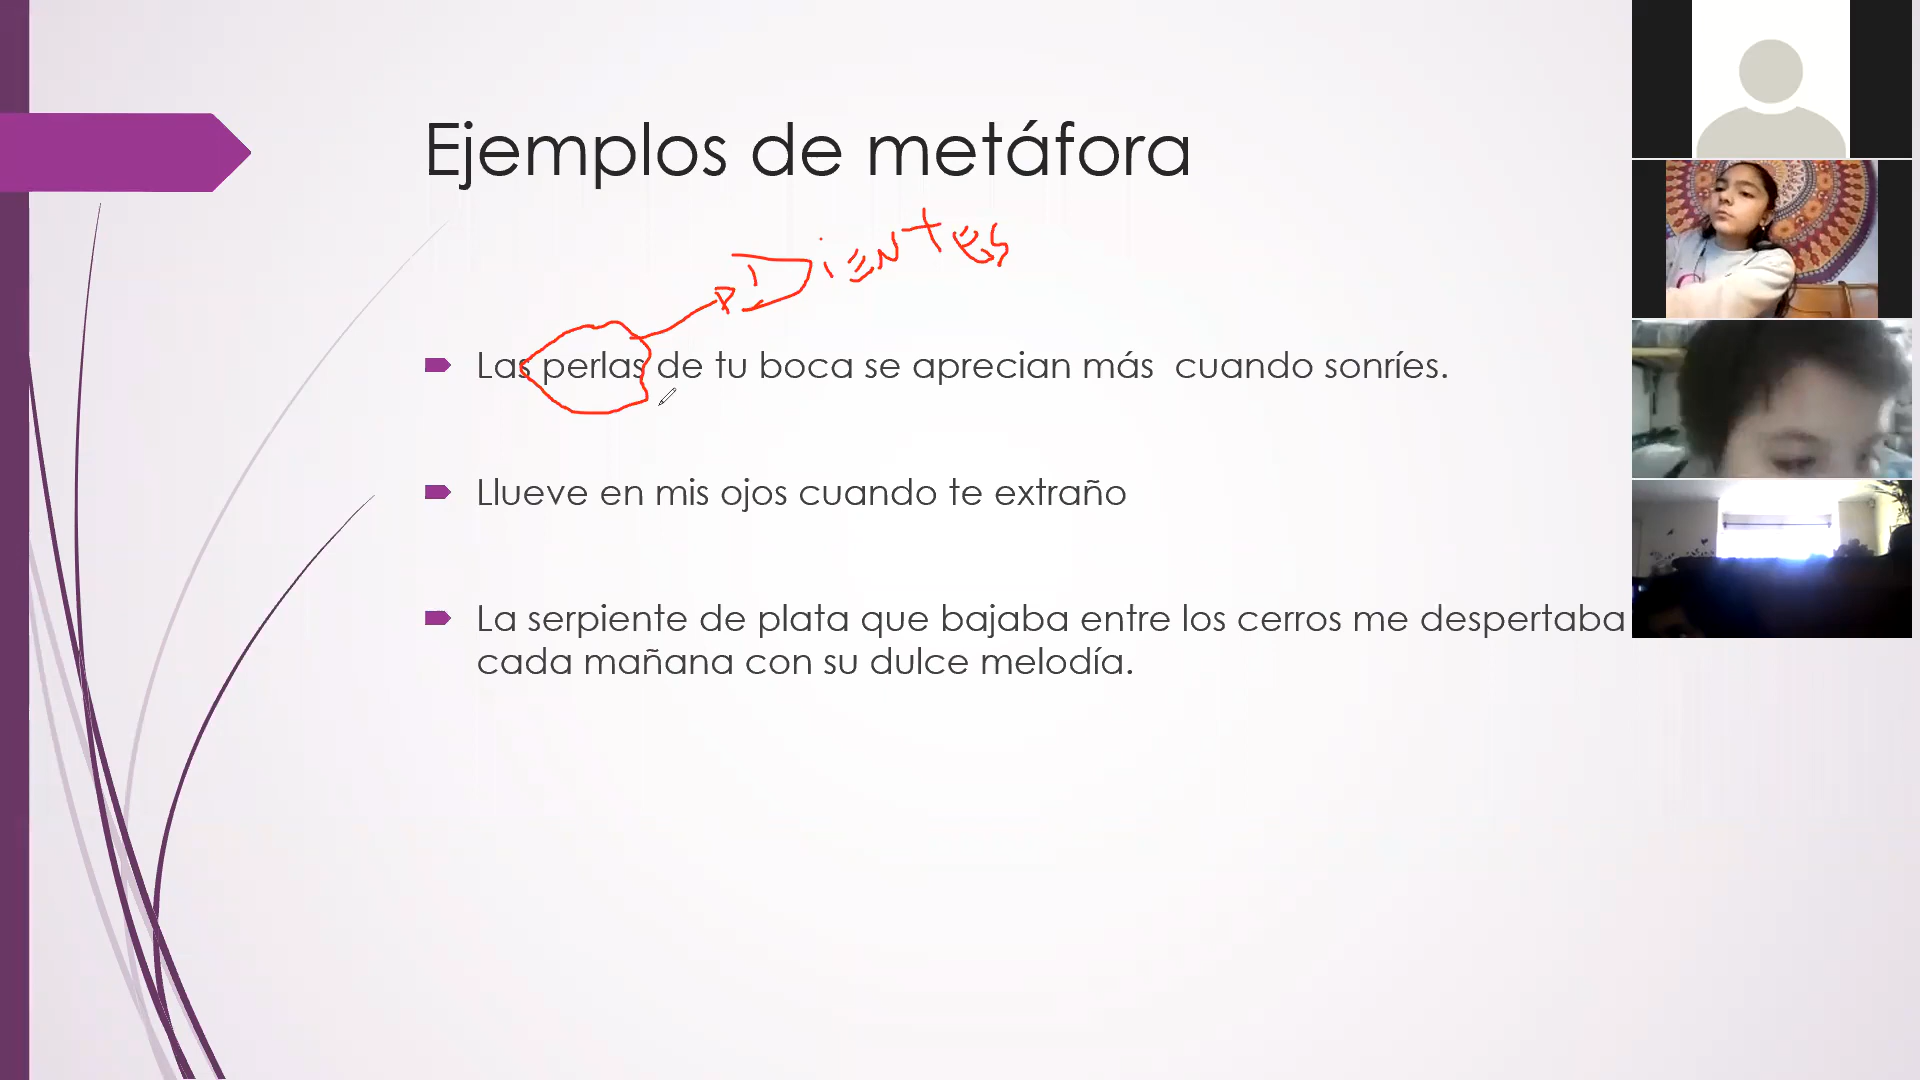 Ejemplos de metáfora
Dientes
Las perlas de tu boca se aprecian más cuando sonríes.
Llueve en mis ojos cuando te extraño
La serpiente de plata que bajaba entre los cerros me despertaba
cada mañana con su dulce melodía.